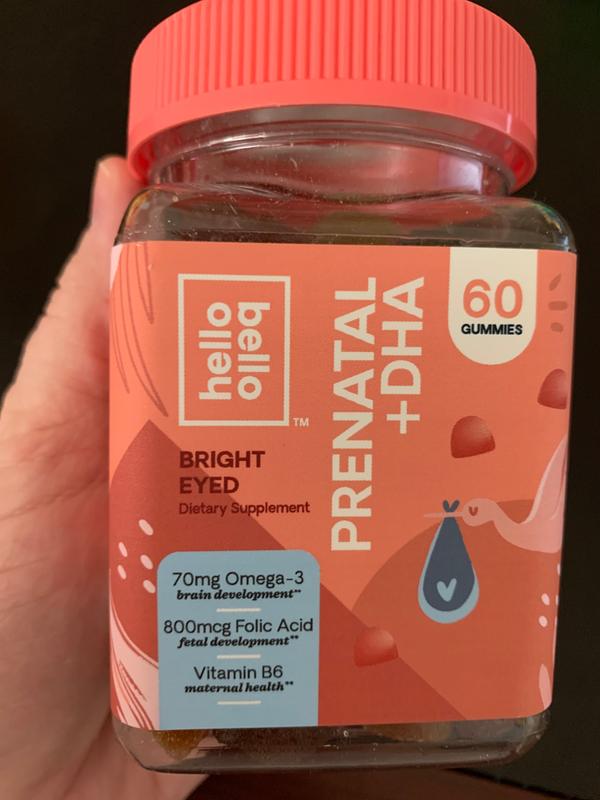 hello
bello
TM
PRENATAL
+DHA
60
GUMMIES
BRIGHT
EYED
Dietary Supplement
70mg Omega-3
brain development**
800mcg Folic Acid
fetal development**
Vitamin B6
maternal health**